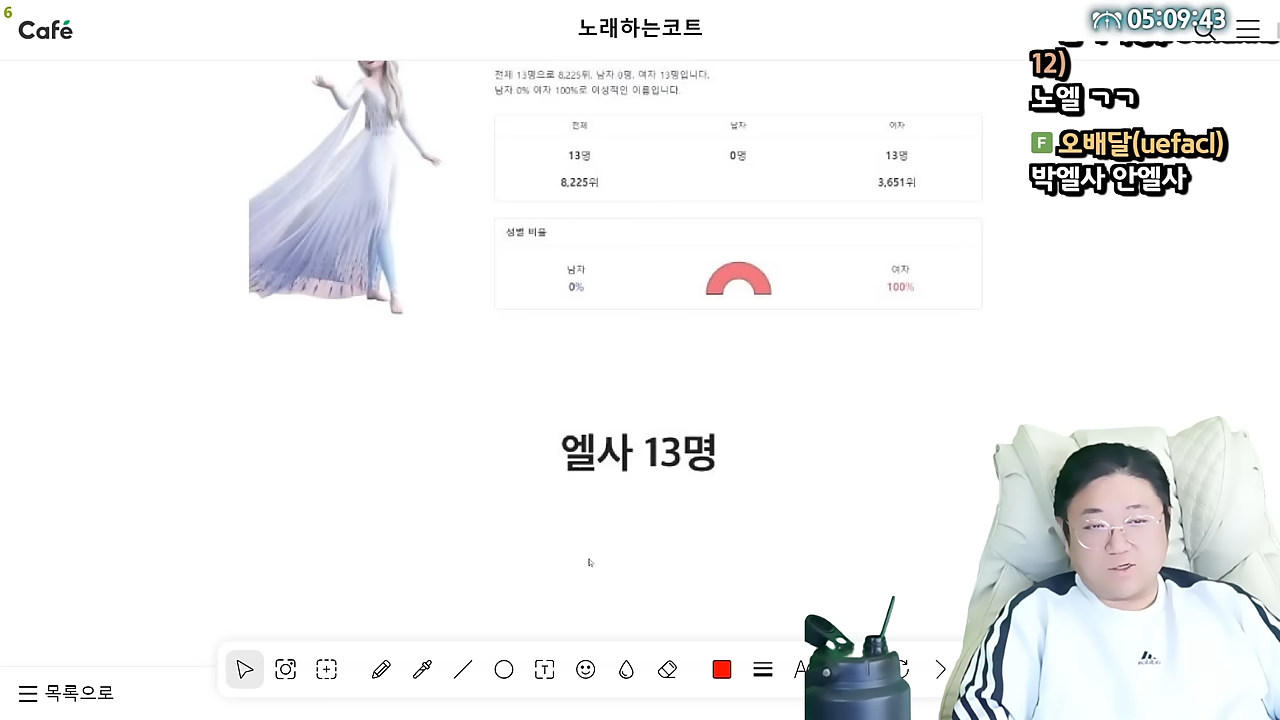 6
Café
노래하는코트
05:09:43
12)
노엘 ㄱㄱ
F 오배달(uefacl)
박엘사 안엘사
전체 13명으로 8,225위, 남자 0명, 여자 13명입니다.
남자 0% 여자 100%로 여성적인 이름입니다.
전체 남자 여자
13명 0명 13명
8,225위 3,651위
성별 비율
남자 여자
0% 100%
엘사 13명
목록으로